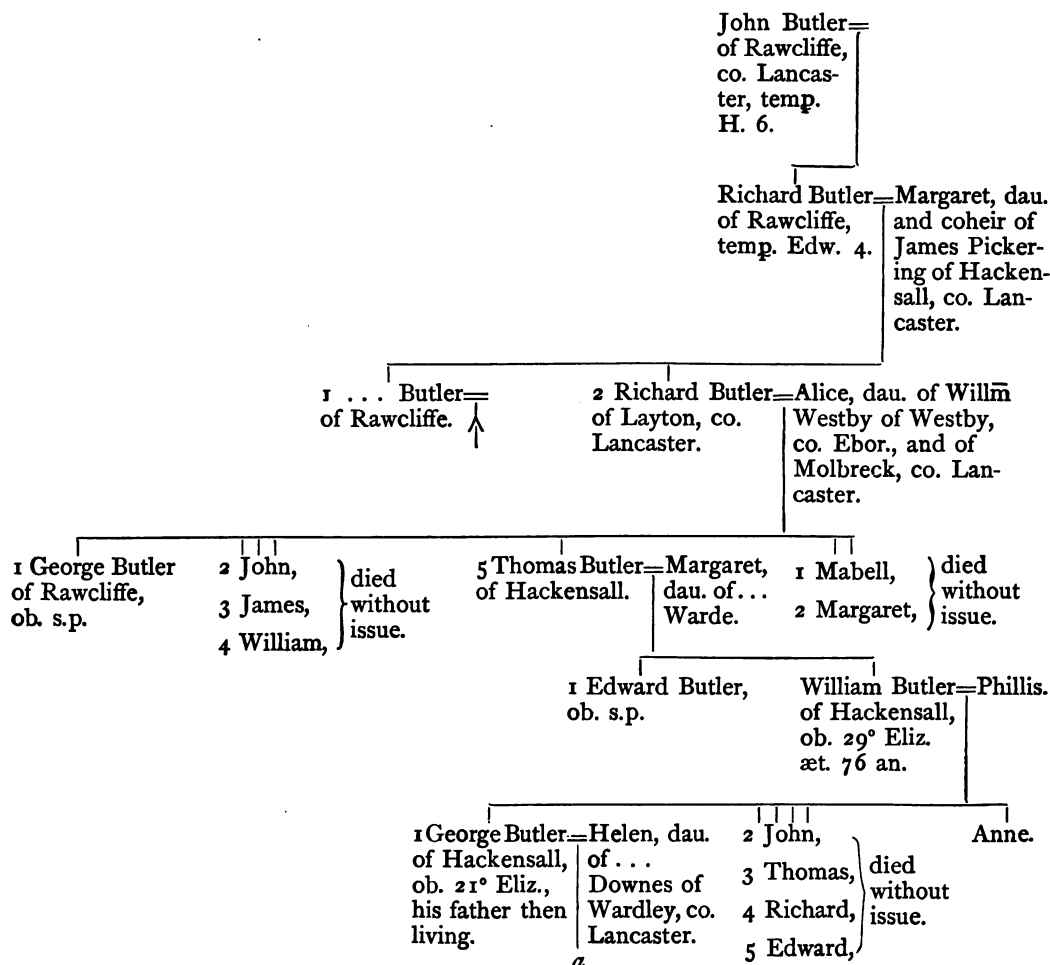 John Butler=
of Rawcliffe,
co. Lancas-
ter, temp.
H. 6.
Richard Butler=
of Rawcliffe,
temp. Edw. 4.
Margaret, dau.
and coheir of
James Picker-
ing of Hacken-
sall, co. Lan-
caster.
1 ... Butler=
of Rawcliffe.
2 Richard Butler=
of Layton, co.
Lancaster.
Alice, dau. of Willm̄
Westby of Westby,
co. Ebor., and of
Molbreck, co. Lan-
caster.
1 George Butler
of Rawcliffe,
ob. s.p.
2 John,
3 James,
4 William,
died
without
issue.
5 Thomas Butler=
of Hackensall.
Margaret,
dau. of...
Warde.
1 Mabell,
2 Margaret,
died
without
issue.
1 Edward Butler,
ob. s.p.
William Butler=Phillis.
of Hackensall,
ob. 29° Eliz.
æt. 76 an.
1 George Butler=
of Hackensall,
ob. 21° Eliz.,
his father then
living.
Helen, dau.
of...
Downes of
Wardley, co.
Lancaster.
a
2 John,
3 Thomas,
4 Richard,
5 Edward,
died
without
issue.
Anne.